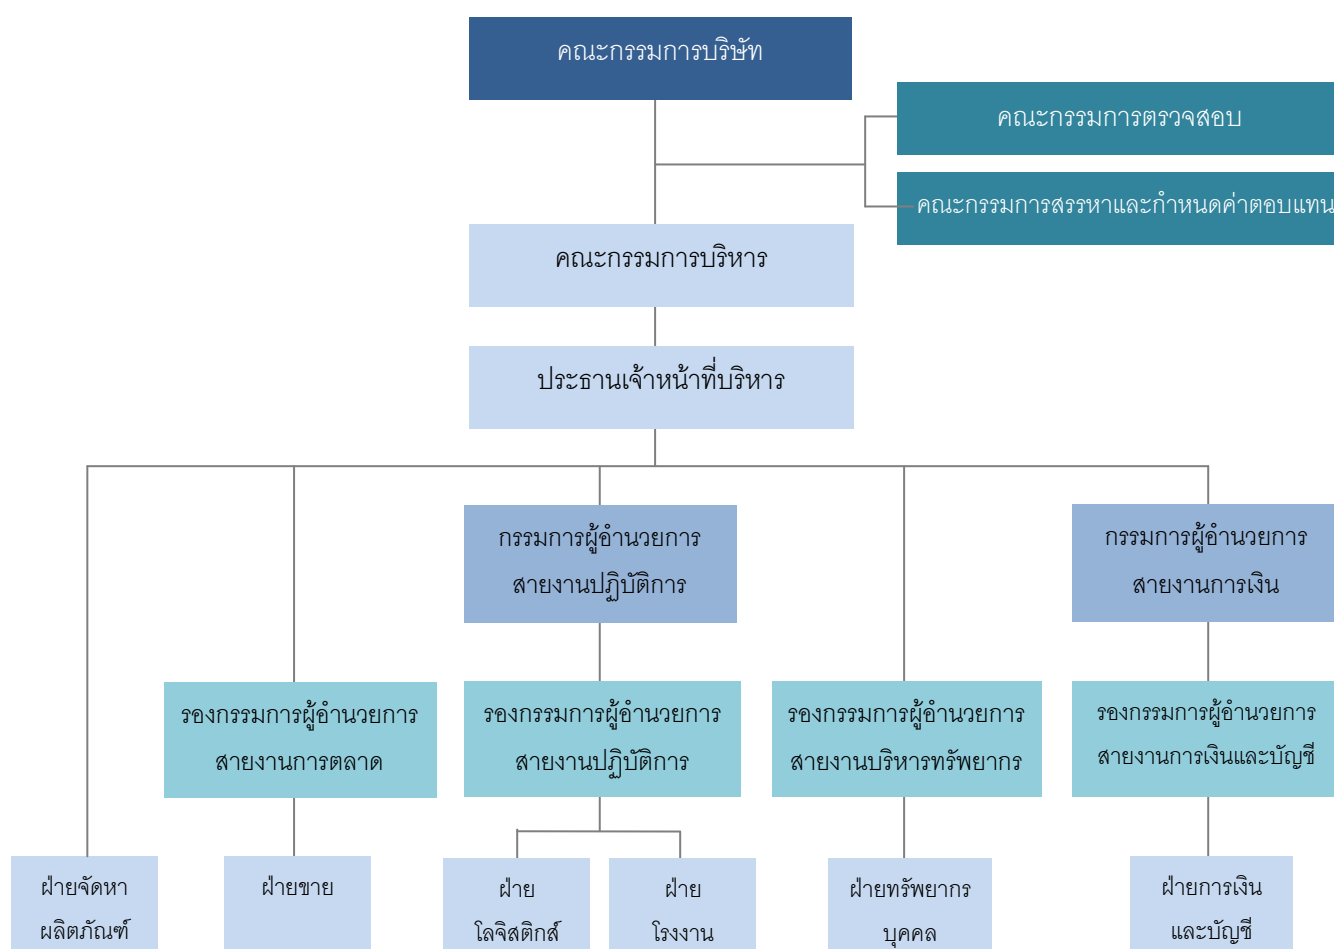 คณะกรรมการบริษัท
คณะกรรมการตรวจสอบ
คณะกรรมการสรรหาและกำหนดค่าตอบแทน
คณะกรรมการบริหาร
ประธานเจ้าหน้าที่บริหาร
กรรมการผู้อำนวยการ
สายงานปฏิบัติการ
กรรมการผู้อำนวยการ
สายงานการเงิน
รองกรรมการผู้อำนวยการ
สายงานการตลาด
รองกรรมการผู้อำนวยการ
สายงานปฏิบัติการ
รองกรรมการผู้อำนวยการ
สายงานบริหารทรัพยากร
รองกรรมการผู้อำนวยการ
สายงานการเงินและบัญชี
ฝ่ายจัดหา
ผลิตภัณฑ์
ฝ่ายขาย
ฝ่าย
โลจิสติกส์
ฝ่าย
โรงงาน
ฝ่ายทรัพยากร
บุคคล
ฝ่ายการเงิน
และบัญชี